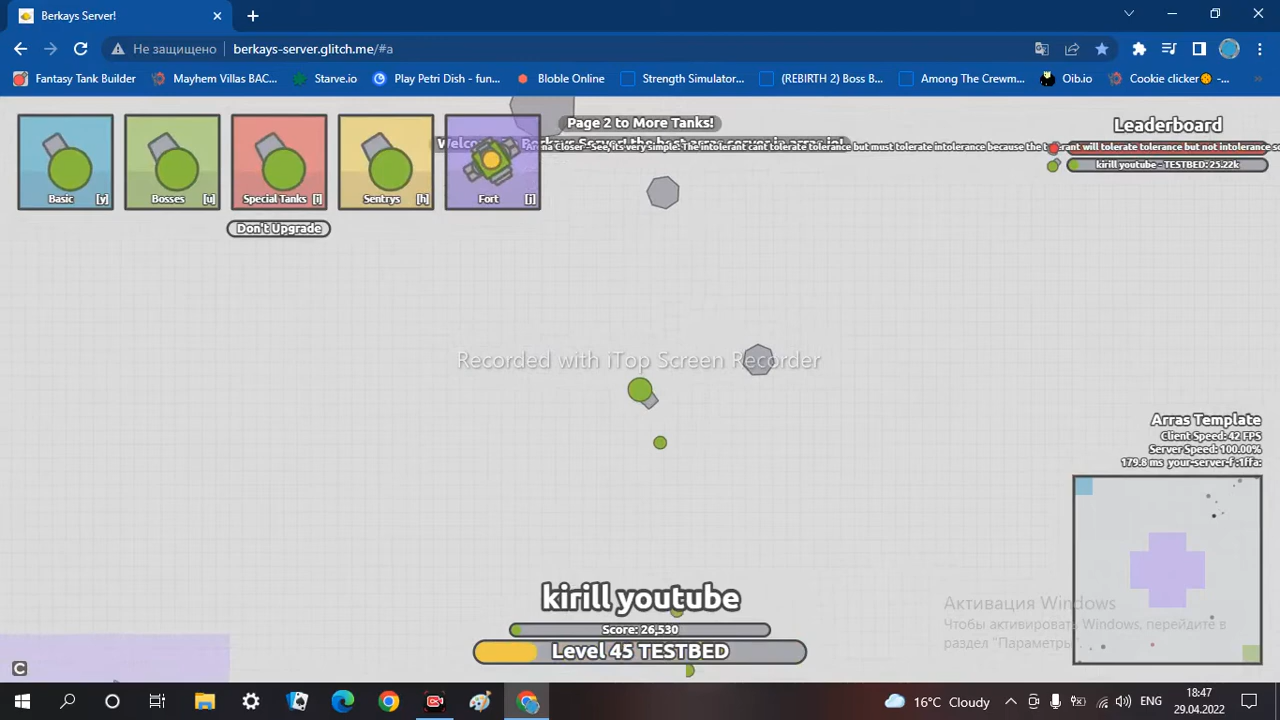 Berkays Server!
Не защищено
berkays-server.glitch.me/#a
Fantasy Tank Builder
Mayhem Villas BAC...
Starve.io
Play Petri Dish - fun...
Bloble Online
Strength Simulator...
(REBIRTH 2) Boss B...
Among The Crewm...
Oib.io
Cookie clicker -...
Page 2 to More Tanks!
Leaderboard
kirill youtube - TESTBED: 25.22k
Basic [y]
Bosses [u]
Special Tanks [i]
Sentrys [h]
Fort [j]
Don't Upgrade
Recorded with iTop Screen Recorder
Arras Template
Client Speed: 42 FPS
Server Speed: 100.00%
179.8 ms your-server-f-:1ffa:
kirill youtube
Score: 26,530
Level 45 TESTBED
Активация Windows
Чтобы активировать Windows, перейдите в
раздел "Параметры".
C
16°C Cloudy
ENG
18:47
29.04.2022